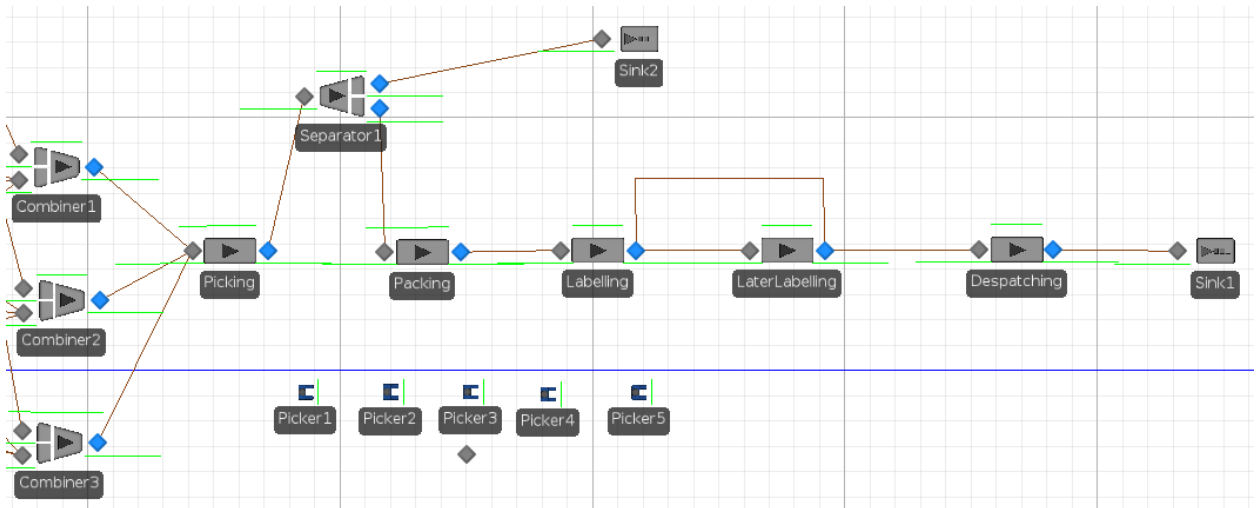 Sink2
Separator1
Combiner1
Picking
Packing
Labelling
LaterLabelling
Despatching
Sink1
Combiner2
Picker1
Picker2
Picker3
Picker4
Picker5
Combiner3